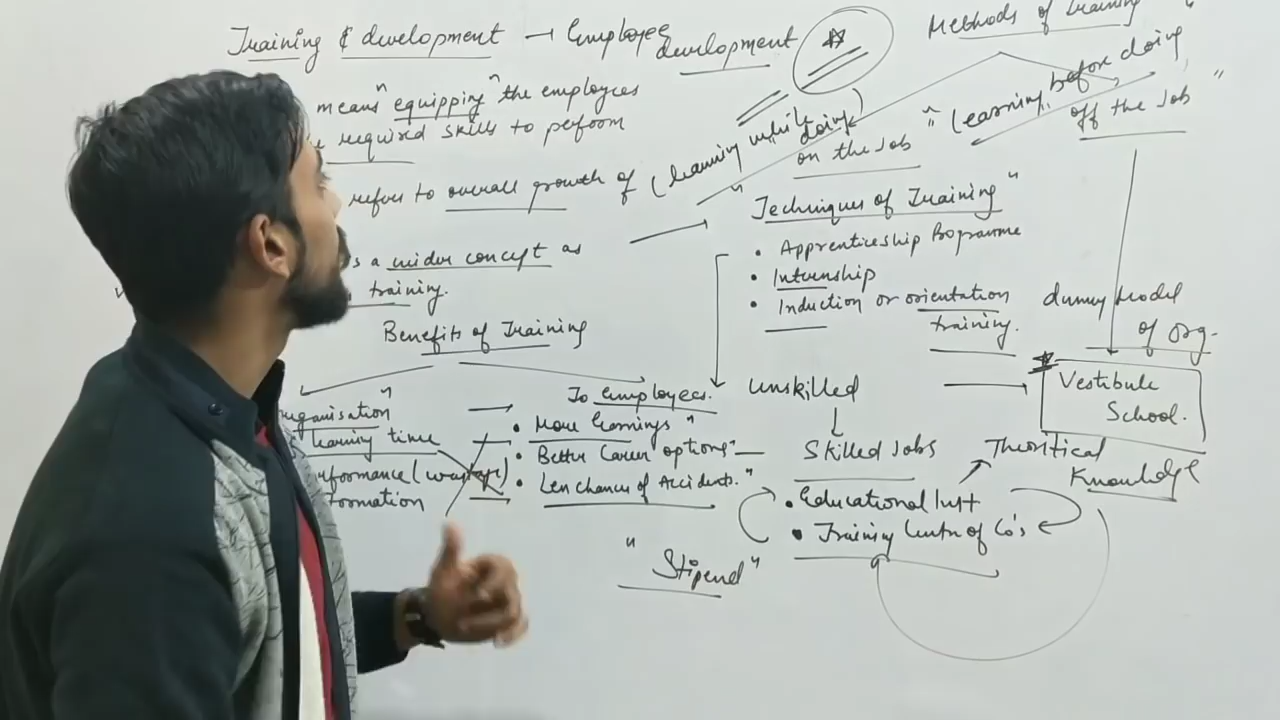 Training & development → Employee development
means "equipping" the employees
required skills to perform
refers to overall growth of
s a wider concept as
training.
Benefits of Training
organisation"
learning time
formance (
formation
To Employees.
• More Earnings"
• Better Career options"
• Less chances of Accidents."
Methods of Training "
(learning while doing)
on the Job
" (Learning before doing "
off the Job
"Techniques of Training"
• Apprenticeship Programme
• Internship
• Induction or orientation
training.
Unskilled
↓
Skilled Jobs
• Educational Inst
• Training Centre of Co's
"Stipend"
dummy Model
of org.
Vestibule
School.
Theoritical
Knowledge